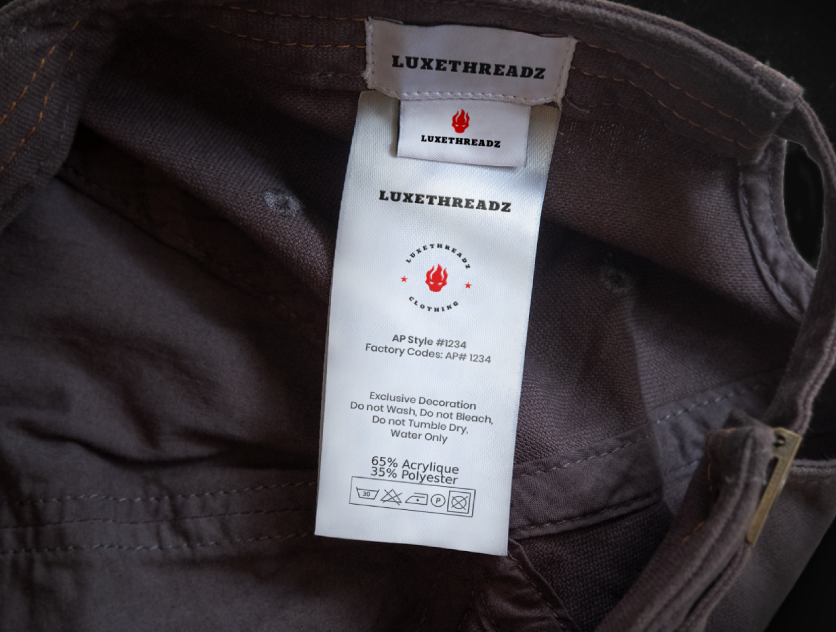 LUXETHREADZ
LUXETHREADZ
LUXETHREADZ
LUXETHREADZ
CLOTHING
AP Style #1234
Factory Codes: AP# 1234
Exclusive Decoration
Do not Wash, Do not Bleach,
Do not Tumble Dry,
Water Only
65% Acrylique
35% Polyester
30
P